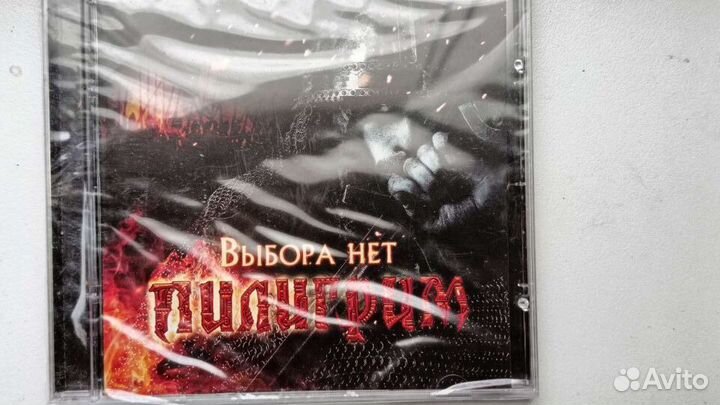 Выбора нет
Пилигрим
Avito